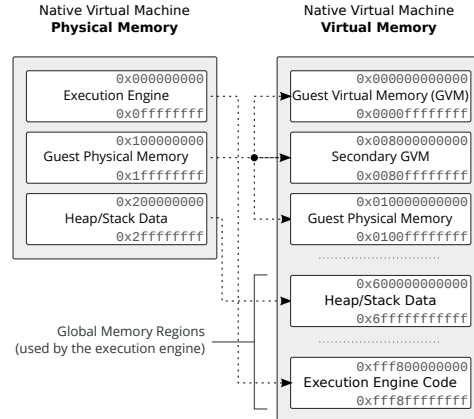 Native Virtual Machine
Physical Memory
0x000000000
Execution Engine
0x0ffffffff
0x100000000
Guest Physical Memory
0x1ffffffff
0x200000000
Heap/Stack Data
0x2ffffffff
Global Memory Regions
(used by the execution engine)
Native Virtual Machine
Virtual Memory
0x000000000000
Guest Virtual Memory (GVM)
0x0000ffffffff
0x008000000000
Secondary GVM
0x0080ffffffff
0x010000000000
Guest Physical Memory
0x0100ffffffff
0x600000000000
Heap/Stack Data
0x6fffffffffff
0xfff800000000
Execution Engine Code
0xfff8ffffffff